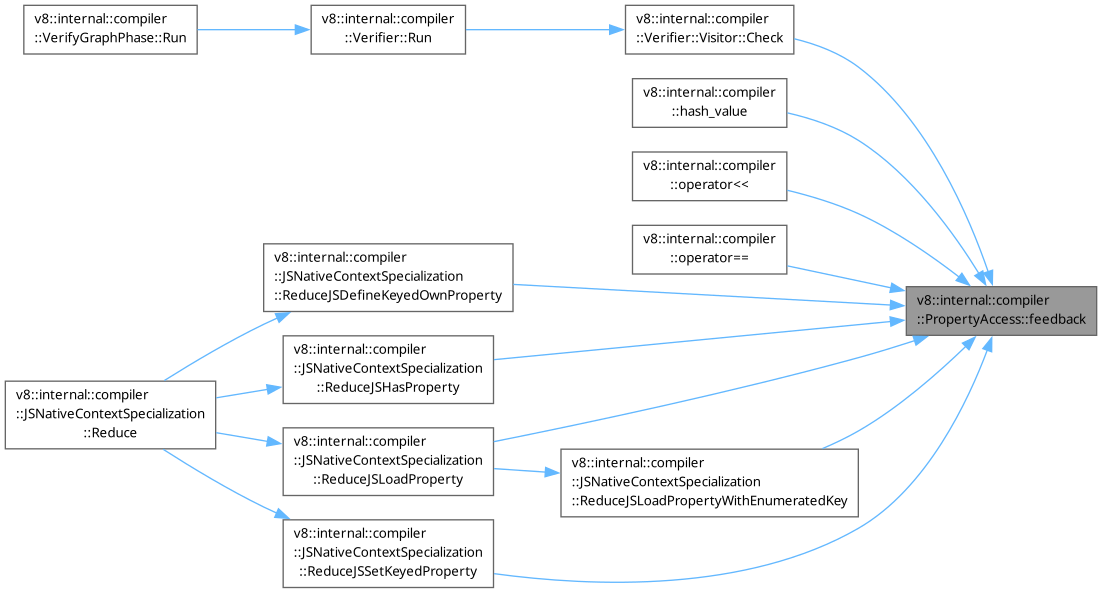 v8::internal::compiler
::VerifyGraphPhase::Run
v8::internal::compiler
::Verifier::Run
v8::internal::compiler
::Verifier::Visitor::Check
v8::internal::compiler
::hash_value
v8::internal::compiler
::operator<<
v8::internal::compiler
::operator==
v8::internal::compiler
::JSNativeContextSpecialization
::ReduceJSDefineKeyedOwnProperty
v8::internal::compiler
::PropertyAccess::feedback
v8::internal::compiler
::JSNativeContextSpecialization
::ReduceJSHasProperty
v8::internal::compiler
::JSNativeContextSpecialization
::Reduce
v8::internal::compiler
::JSNativeContextSpecialization
::ReduceJSLoadProperty
v8::internal::compiler
::JSNativeContextSpecialization
::ReduceJSLoadPropertyWithEnumeratedKey
v8::internal::compiler
::JSNativeContextSpecialization
::ReduceJSSetKeyedProperty